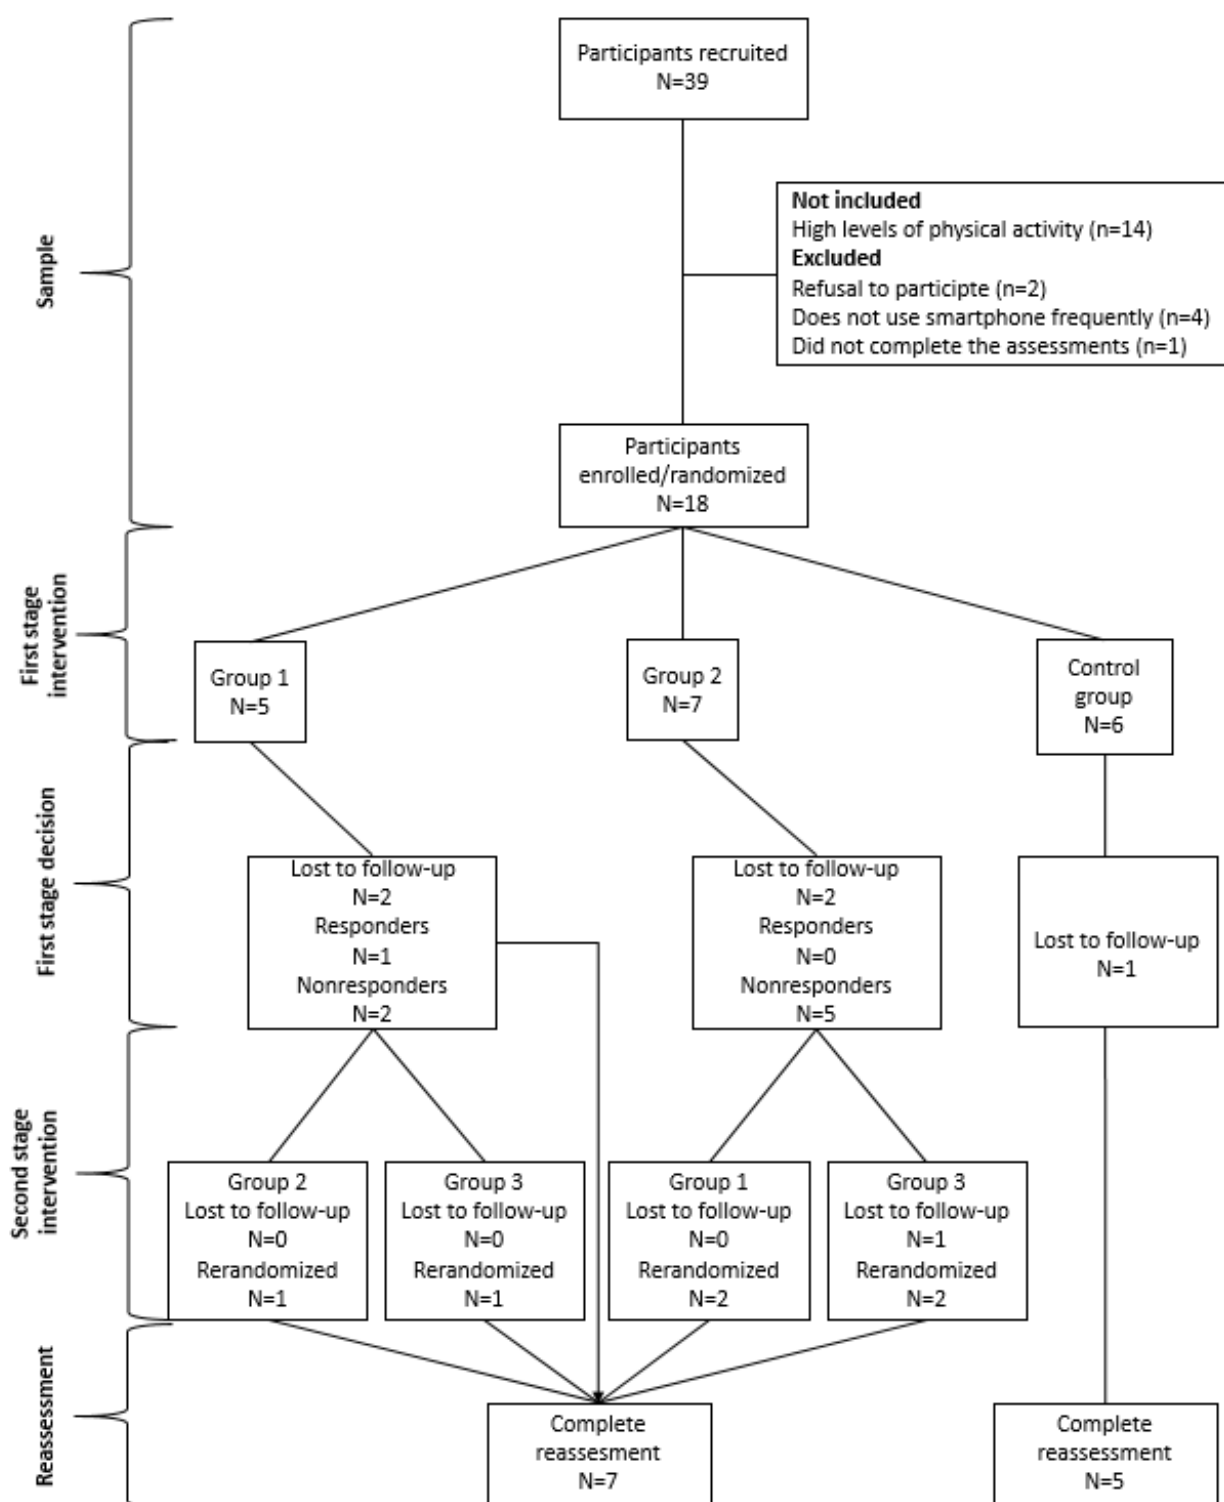 Participants recruited
N=39
Not included
High levels of physical activity (n=14)
Excluded
Refusal to participte (n=2)
Does not use smartphone frequently (n=4)
Did not complete the assessments (n=1)
Sample
Participants
enrolled/randomized
N=18
First stage
intervention
Group 1
N=5
Group 2
N=7
Control
group
N=6
First stage decision
Lost to follow-up
N=2
Responders
N=1
Nonresponders
N=2
Lost to follow-up
N=2
Responders
N=0
Nonresponders
N=5
Lost to follow-up
N=1
Second stage
intervention
Group 2
Lost to follow-up
N=0
Rerandomized
N=1
Group 3
Lost to follow-up
N=0
Rerandomized
N=1
Group 1
Lost to follow-up
N=0
Rerandomized
N=2
Group 3
Lost to follow-up
N=1
Rerandomized
N=2
Reassessment
Complete
reassesment
N=7
Complete
reassessment
N=5